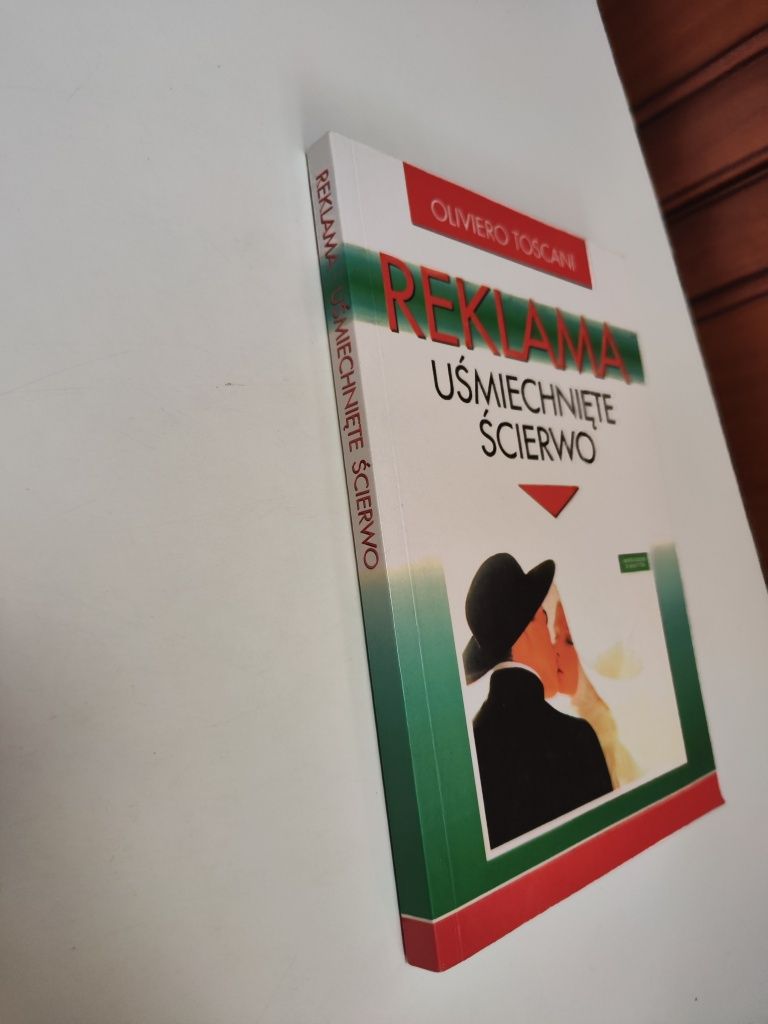 OLIVIERO TOSCANI
REKLAMA
UŚMIECHNIĘTE
ŚCIERWO
REKLAMA UŚMIECHNIĘTE ŚCIERWO